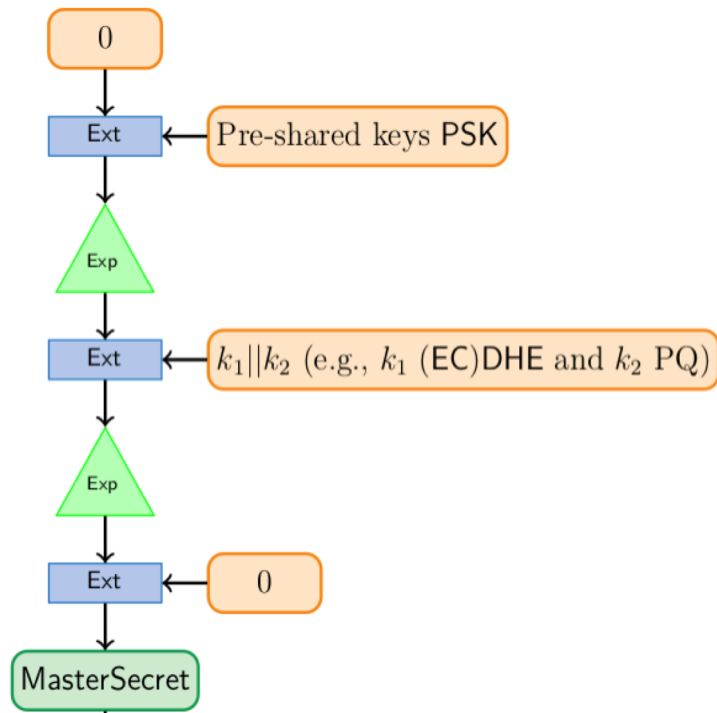 0
Ext
Pre-shared keys PSK
Exp
Ext
k₁||k₂ (e.g., k₁ (EC)DHE and k₂ PQ)
Exp
Ext
0
MasterSecret